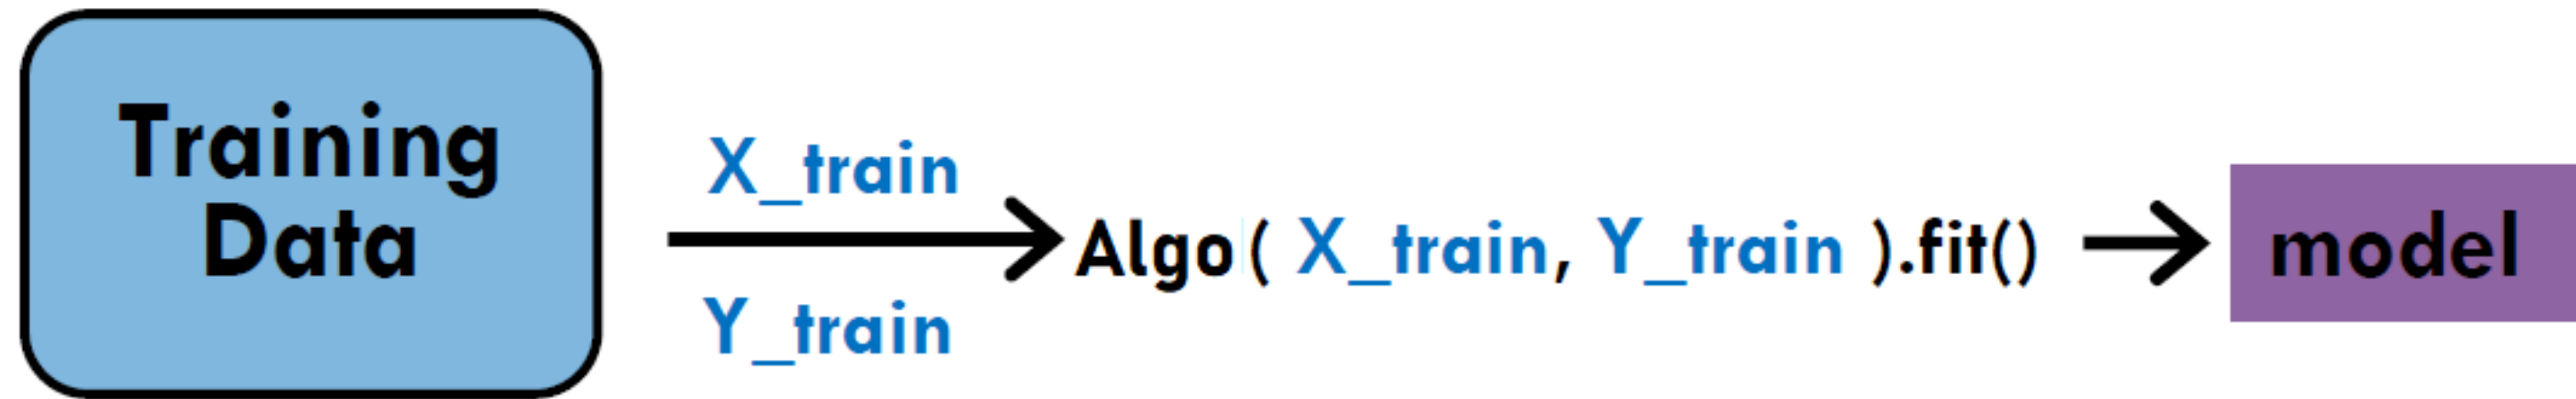 Training
Data
X_train
Y_train
Algo ( X_train, Y_train ).fit()
model